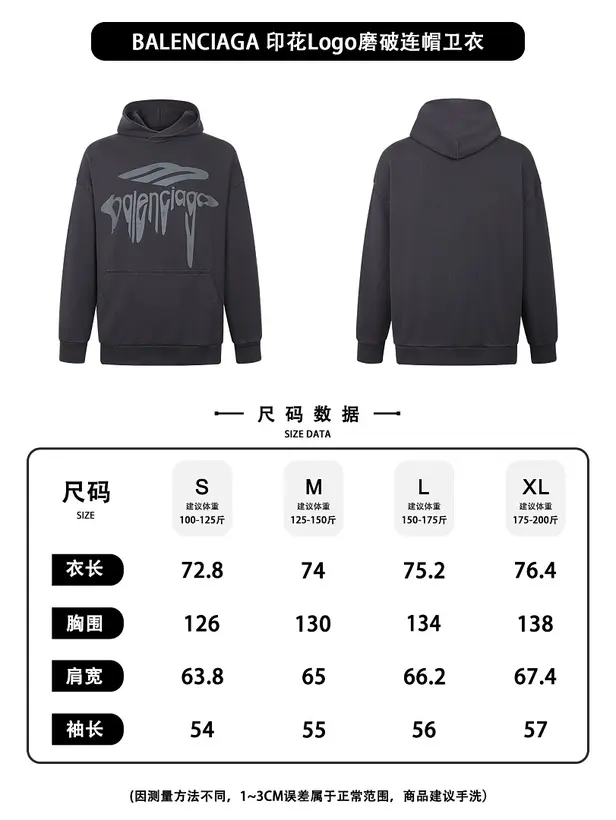 BALENCIAGA 印花Logo磨破连帽卫衣
balenciaga
尺码数据
SIZE DATA
尺码 S M L XL
SIZE 建议体重 建议体重 建议体重 建议体重
100-125斤 125-150斤 150-175斤 175-200斤
衣长 72.8 74 75.2 76.4
胸围 126 130 134 138
肩宽 63.8 65 66.2 67.4
袖长 54 55 56 57
(因测量方法不同，1~3CM误差属于正常范围，商品建议手洗)